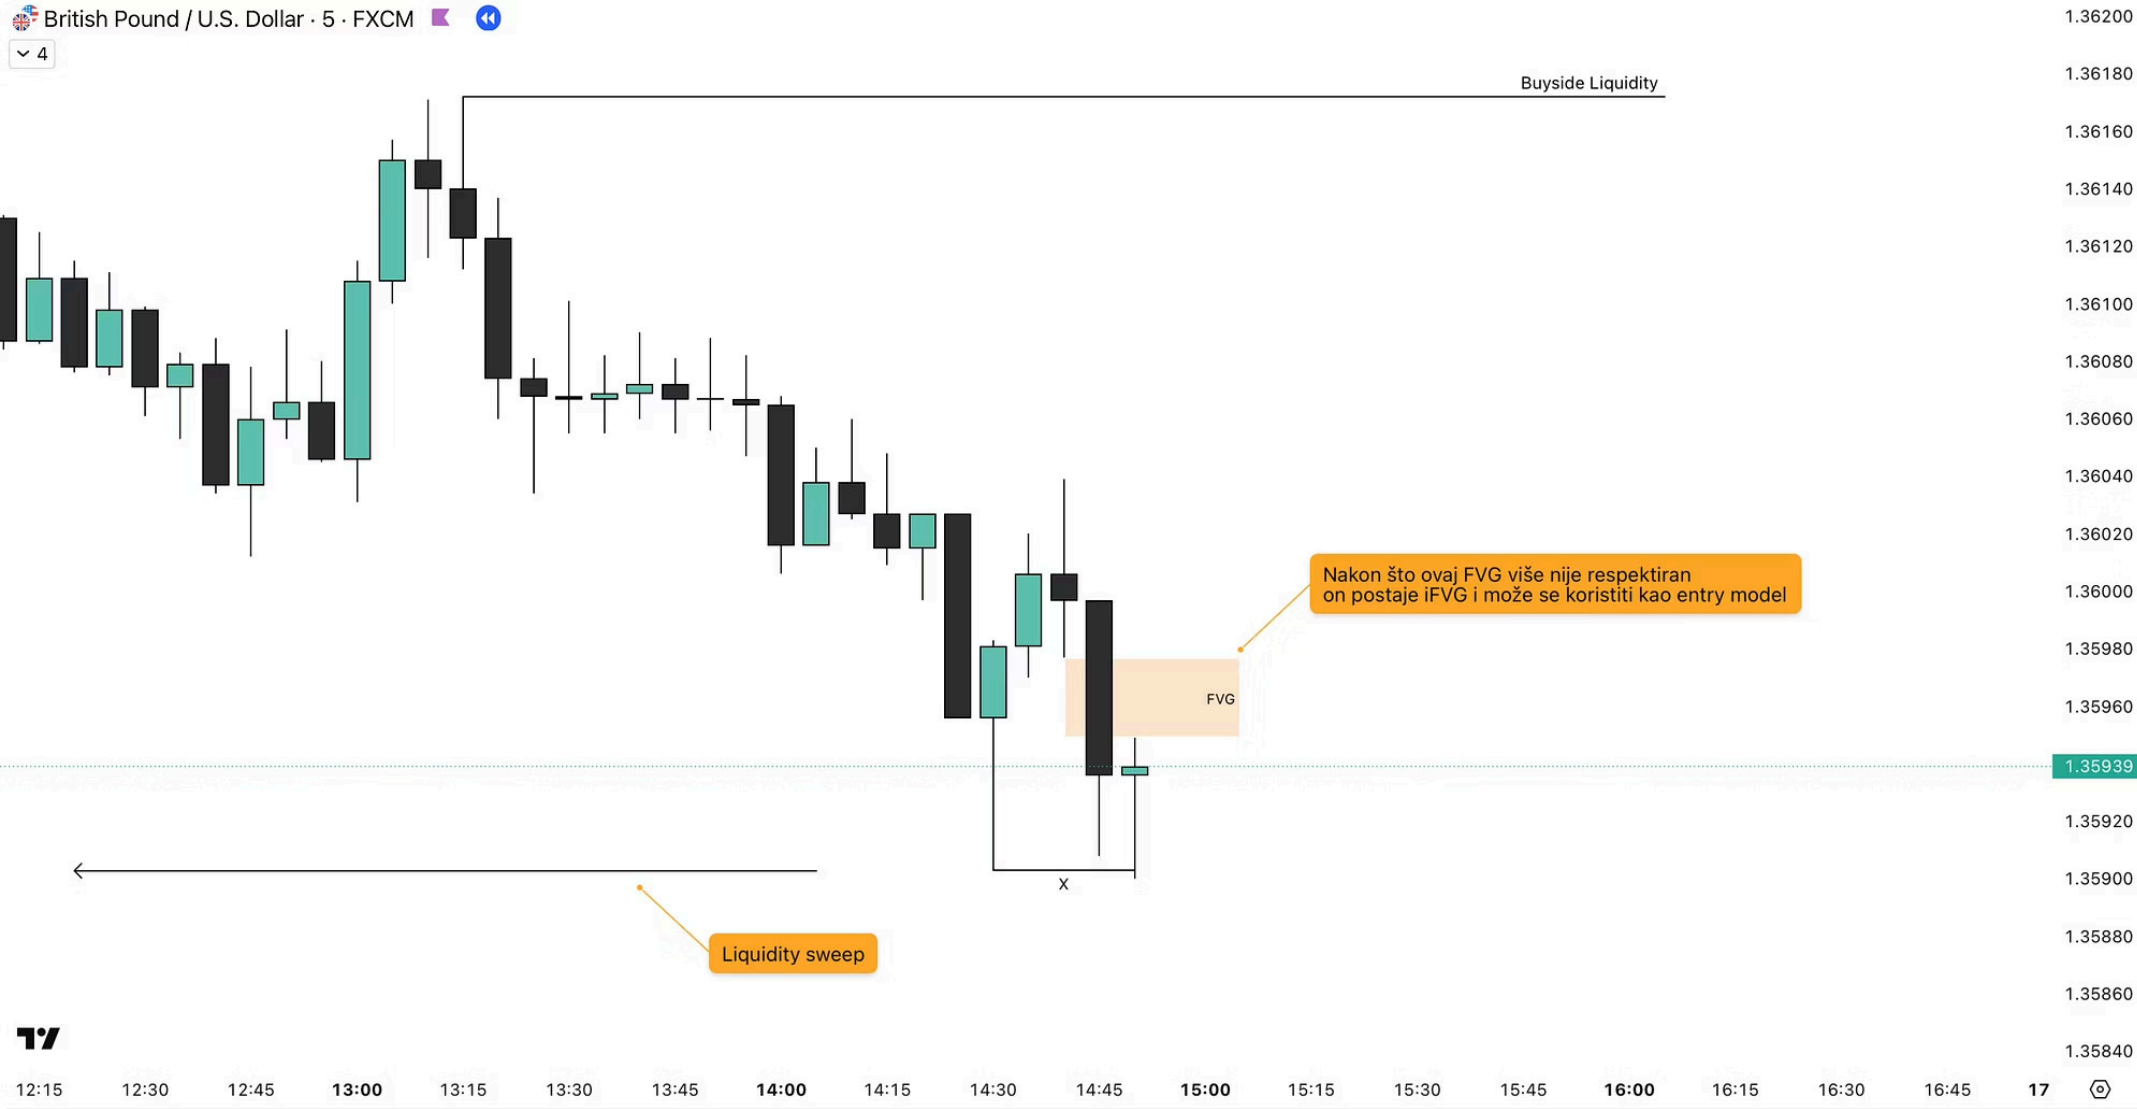 British Pound / U.S. Dollar · 5 · FXCM
4
Buyside Liquidity
Nakon što ovaj FVG više nije respektiran
on postaje iFVG i može se koristiti kao entry model
FVG
X
Liquidity sweep
1.36200
1.36180
1.36160
1.36140
1.36120
1.36100
1.36080
1.36060
1.36040
1.36020
1.36000
1.35980
1.35960
1.35939
1.35920
1.35900
1.35880
1.35860
1.35840
12:15 12:30 12:45 13:00 13:15 13:30 13:45 14:00 14:15 14:30 14:45 15:00 15:15 15:30 15:45 16:00 16:15 16:30 16:45 17